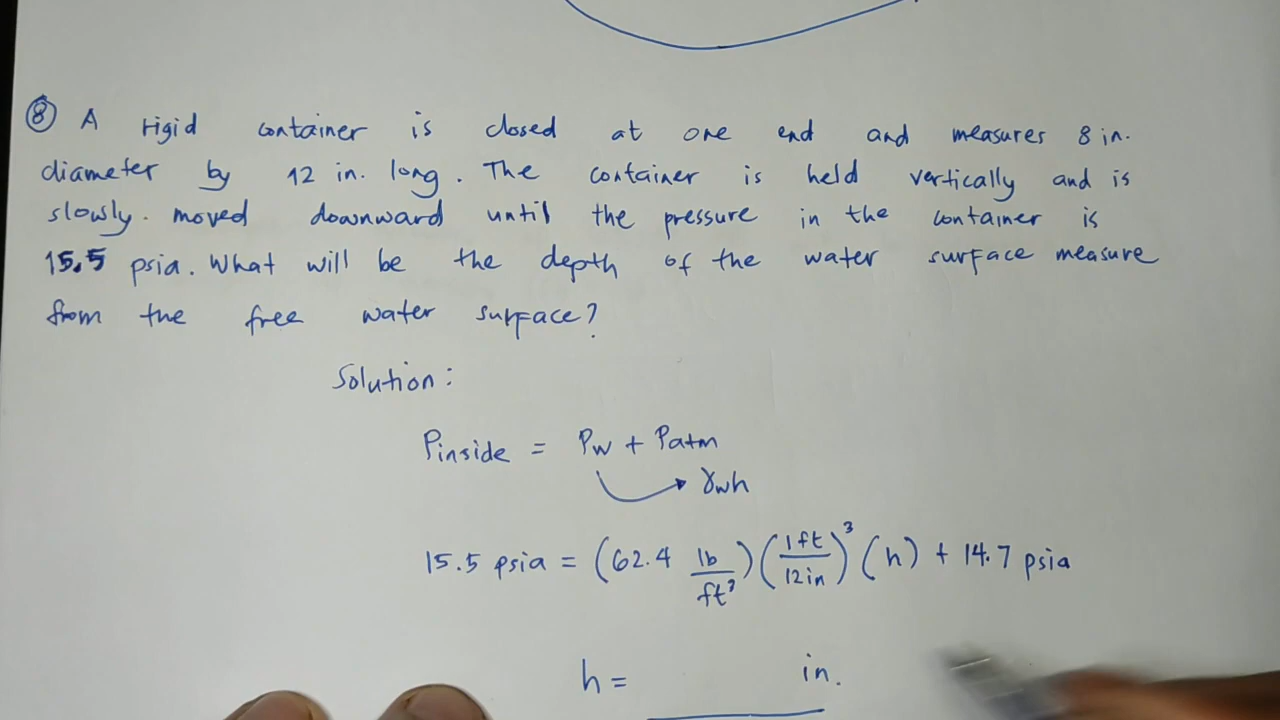 ⑧ A rigid container is closed at one end and measures 8 in.
diameter by 12 in. long. The container is held vertically and is
slowly. moved downward until the pressure in the container is
15.5 psia. What will be the depth of the water surface measure
from the free water surface?
Solution:
Pinside = Pw + Patm
γwh
15.5 psia = (62.4 lb/ft³)(1ft/12in)³(h) + 14.7 psia
h = in.